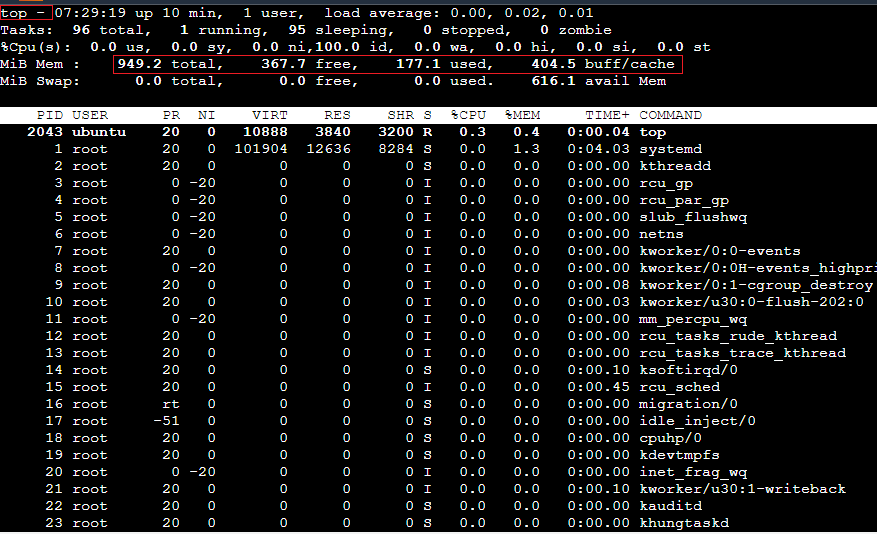 top - 07:29:19 up 10 min,  1 user,  load average: 0.00, 0.02, 0.01
Tasks:  96 total,   1 running,  95 sleeping,   0 stopped,   0 zombie
%Cpu(s):  0.0 us,  0.0 sy,  0.0 ni,100.0 id,  0.0 wa,  0.0 hi,  0.0 si,  0.0 st
MiB Mem :    949.2 total,    367.7 free,    177.1 used,    404.5 buff/cache
MiB Swap:      0.0 total,      0.0 free,      0.0 used.    616.1 avail Mem
PID USER      PR  NI    VIRT    RES    SHR S  %CPU  %MEM     TIME+ COMMAND
2043 ubuntu    20   0   10888   3840   3200 R   0.3   0.4   0:00.04 top
1 root      20   0  101904  12636   8284 S   0.0   1.3   0:04.03 systemd
2 root      20   0       0      0      0 S   0.0   0.0   0:00.00 kthreadd
3 root       0 -20       0      0      0 I   0.0   0.0   0:00.00 rcu_gp
4 root       0 -20       0      0      0 I   0.0   0.0   0:00.00 rcu_par_gp
5 root       0 -20       0      0      0 I   0.0   0.0   0:00.00 slub_flushwq
6 root       0 -20       0      0      0 I   0.0   0.0   0:00.00 netns
7 root      20   0       0      0      0 I   0.0   0.0   0:00.00 kworker/0:0-events
8 root       0 -20       0      0      0 I   0.0   0.0   0:00.00 kworker/0:0H-events_highpri
9 root      20   0       0      0      0 I   0.0   0.0   0:00.08 kworker/0:1-cgroup_destroy
10 root      20   0       0      0      0 I   0.0   0.0   0:00.03 kworker/u30:0-flush-202:0
11 root       0 -20       0      0      0 I   0.0   0.0   0:00.00 mm_percpu_wq
12 root      20   0       0      0      0 I   0.0   0.0   0:00.00 rcu_tasks_rude_kthread
13 root      20   0       0      0      0 I   0.0   0.0   0:00.00 rcu_tasks_trace_kthread
14 root      20   0       0      0      0 S   0.0   0.0   0:00.10 ksoftirqd/0
15 root      20   0       0      0      0 I   0.0   0.0   0:00.45 rcu_sched
16 root      rt   0       0      0      0 S   0.0   0.0   0:00.00 migration/0
17 root     -51   0       0      0      0 S   0.0   0.0   0:00.00 idle_inject/0
18 root      20   0       0      0      0 S   0.0   0.0   0:00.00 cpuhp/0
19 root      20   0       0      0      0 S   0.0   0.0   0:00.00 kdevtmpfs
20 root       0 -20       0      0      0 I   0.0   0.0   0:00.00 inet_frag_wq
21 root      20   0       0      0      0 I   0.0   0.0   0:00.10 kworker/u30:1-writeback
22 root      20   0       0      0      0 S   0.0   0.0   0:00.00 kauditd
23 root      20   0       0      0      0 S   0.0   0.0   0:00.00 khungtaskd